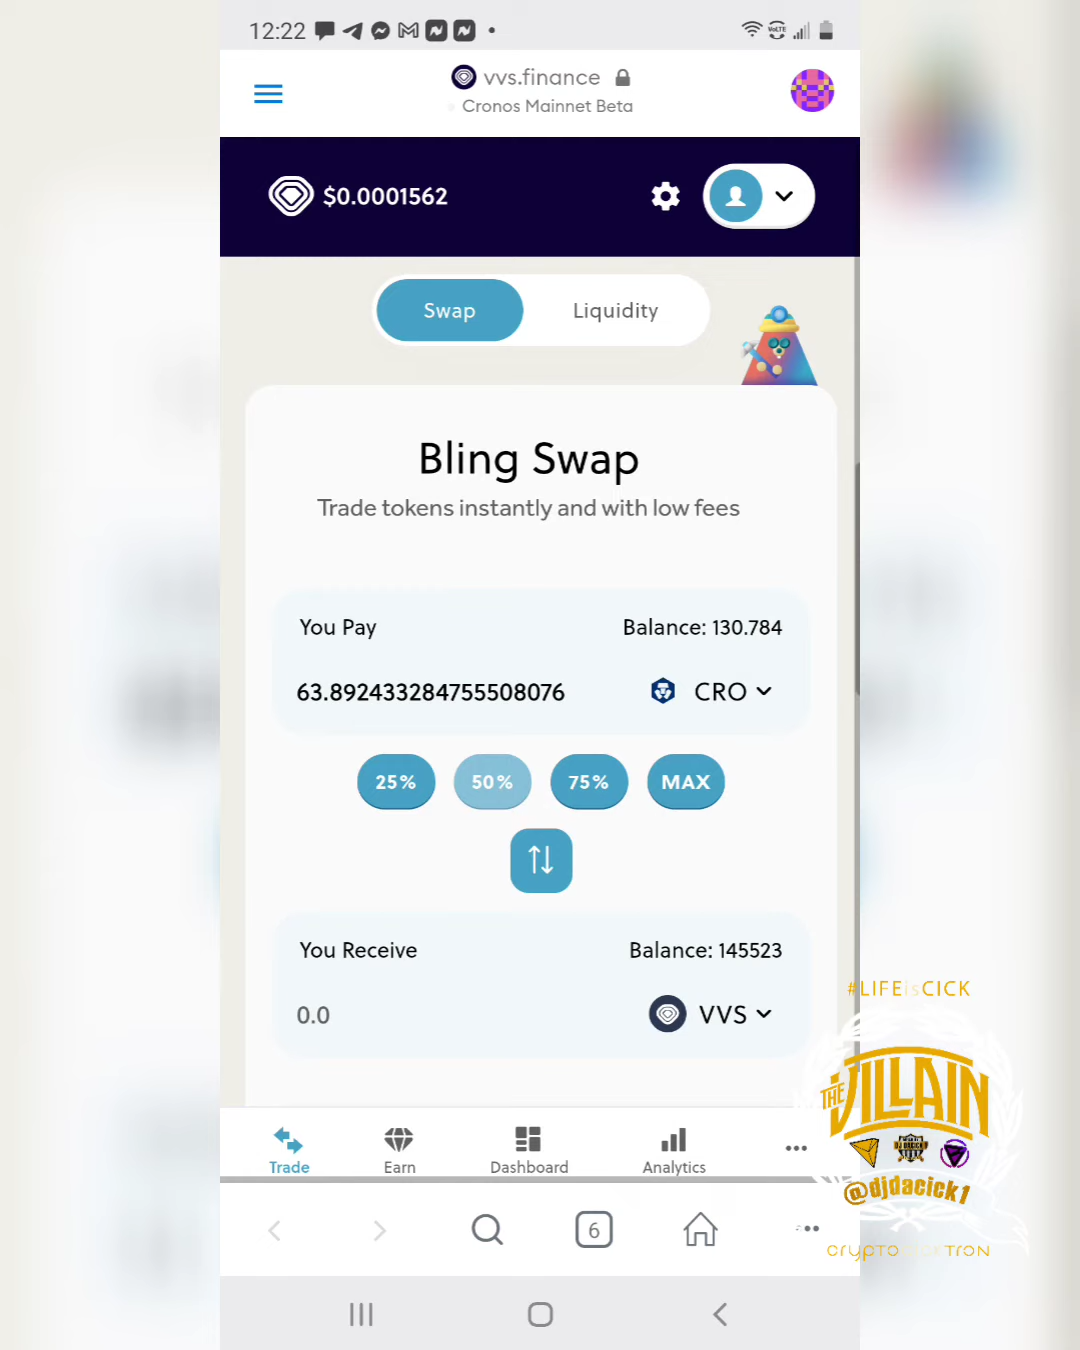 12:22
VoLTE
vvs.finance
Cronos Mainnet Beta
$0.0001562
Swap
Liquidity
Bling Swap
Trade tokens instantly and with low fees
You Pay
Balance: 130.784
63.892433284755508076
CRO
25%
50%
75%
MAX
You Receive
Balance: 145523
0.0
VVS
#LIFEisCICK
THE VILLAIN
@djdacick1
Trade
Earn
Dashboard
Analytics
6
crypto
Tron